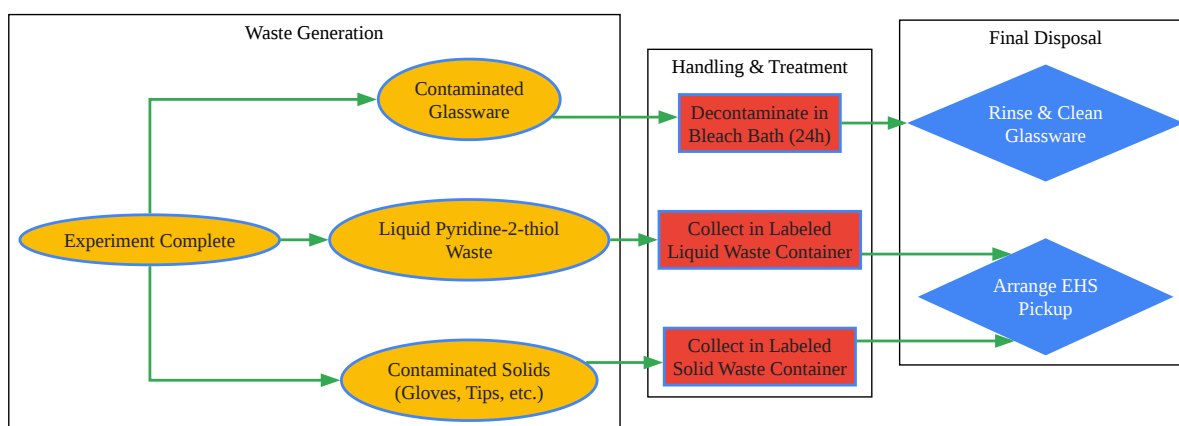 Waste Generation
Contaminated
Glassware
Experiment Complete
Liquid Pyridine-2-thiol
Waste
Contaminated Solids
(Gloves, Tips, etc.)
Handling & Treatment
Decontaminate in
Bleach Bath (24h)
Collect in Labeled
Liquid Waste Container
Collect in Labeled
Solid Waste Container
Final Disposal
Rinse & Clean
Glassware
Arrange EHS
Pickup